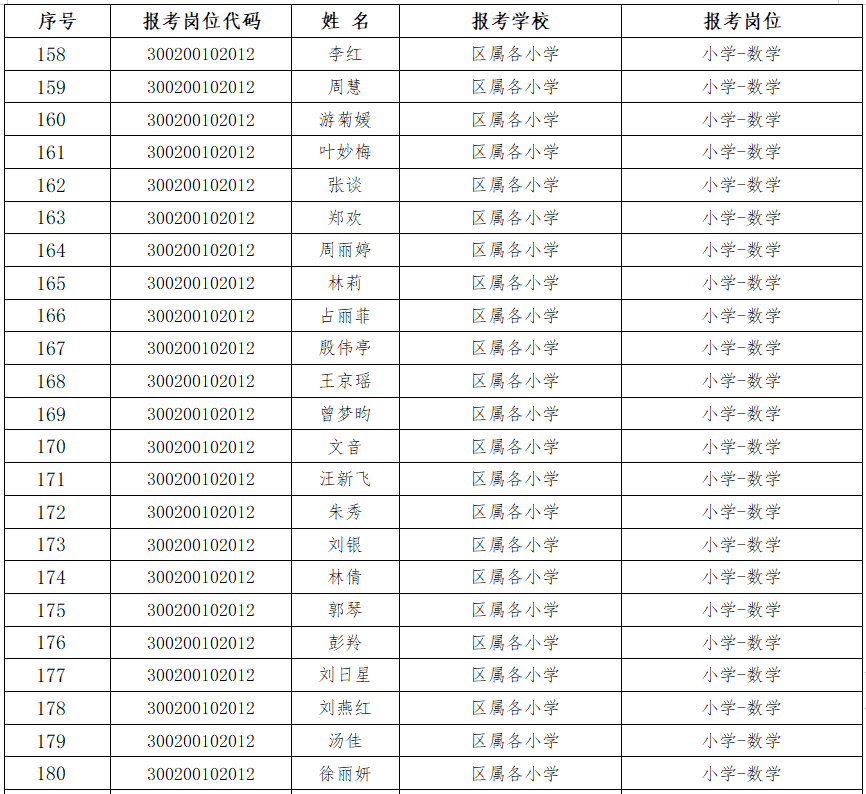 序号 报考岗位代码 姓 名 报考学校 报考岗位
158 300200102012 李红 区属各小学 小学-数学
159 300200102012 周慧 区属各小学 小学-数学
160 300200102012 游菊媛 区属各小学 小学-数学
161 300200102012 叶妙梅 区属各小学 小学-数学
162 300200102012 张谈 区属各小学 小学-数学
163 300200102012 郑欢 区属各小学 小学-数学
164 300200102012 周丽婷 区属各小学 小学-数学
165 300200102012 林莉 区属各小学 小学-数学
166 300200102012 占丽菲 区属各小学 小学-数学
167 300200102012 殷伟亭 区属各小学 小学-数学
168 300200102012 王京瑶 区属各小学 小学-数学
169 300200102012 曾梦昀 区属各小学 小学-数学
170 300200102012 文音 区属各小学 小学-数学
171 300200102012 汪新飞 区属各小学 小学-数学
172 300200102012 朱秀 区属各小学 小学-数学
173 300200102012 刘银 区属各小学 小学-数学
174 300200102012 林倩 区属各小学 小学-数学
175 300200102012 郭琴 区属各小学 小学-数学
176 300200102012 彭羚 区属各小学 小学-数学
177 300200102012 刘日星 区属各小学 小学-数学
178 300200102012 刘燕红 区属各小学 小学-数学
179 300200102012 汤佳 区属各小学 小学-数学
180 300200102012 徐丽妍 区属各小学 小学-数学